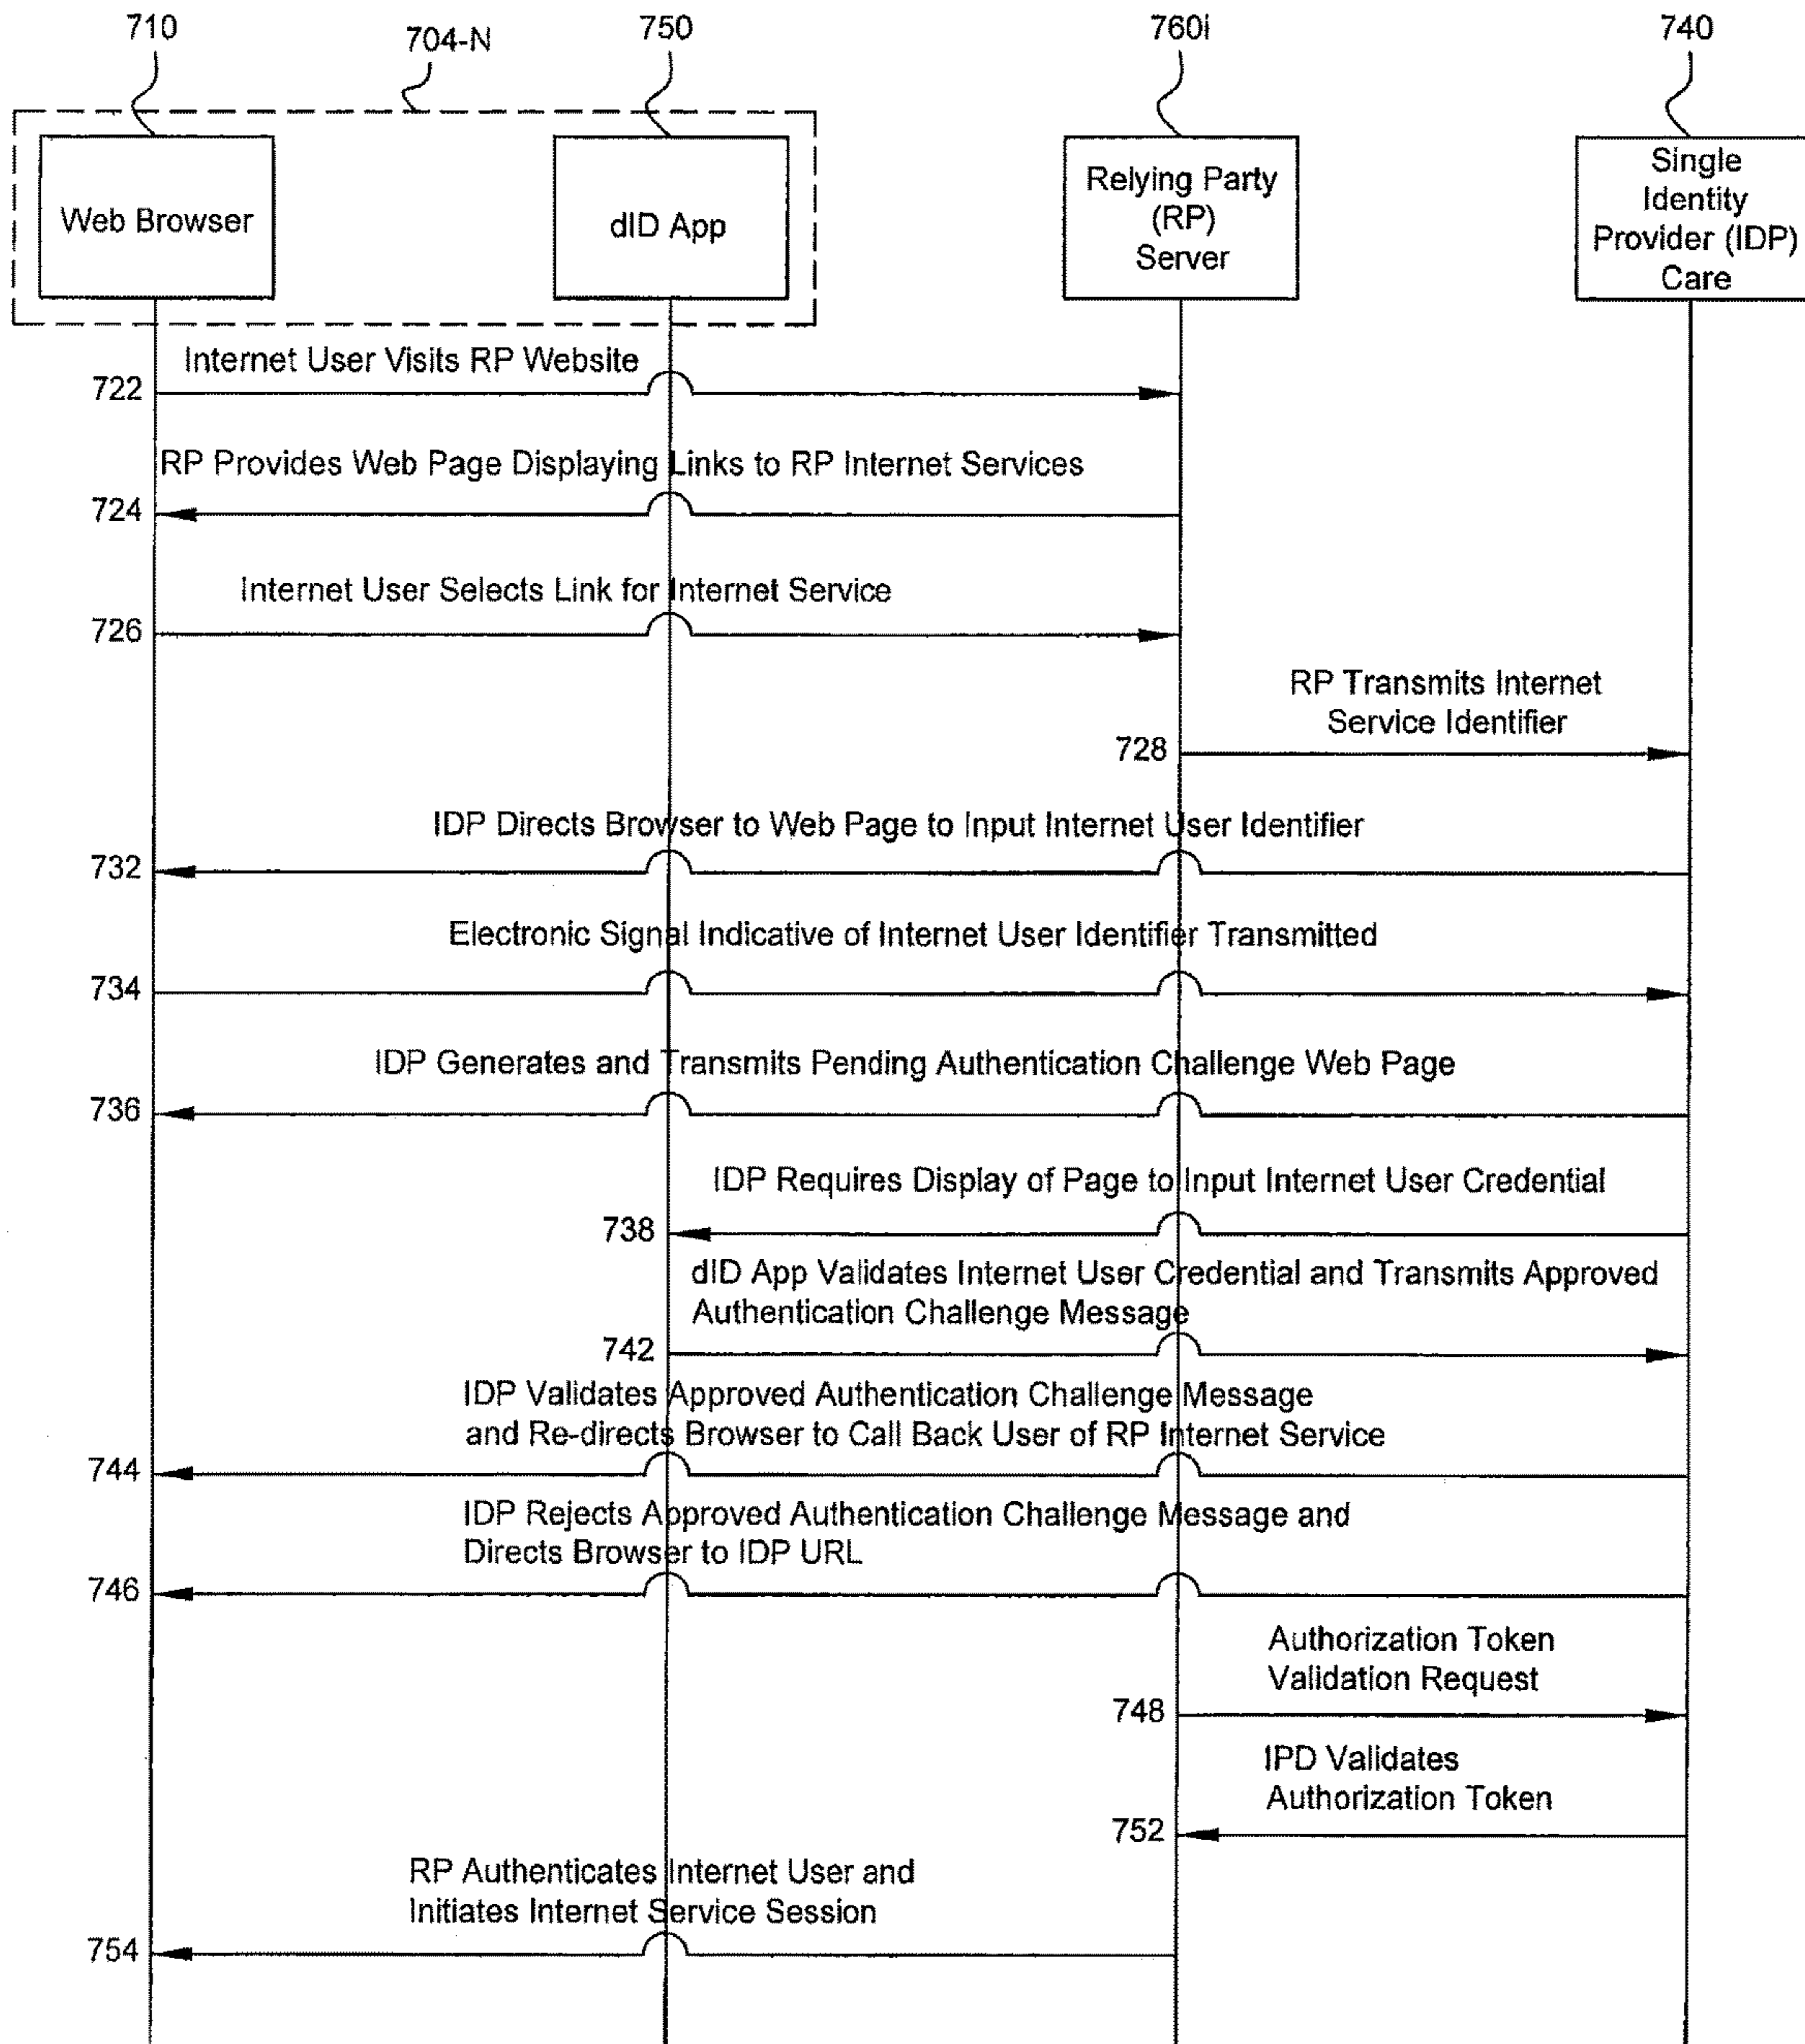 710
704-N
750
760i
740
Web Browser
dID App
Relying Party
(RP)
Server
Single
Identity
Provider (IDP)
Care
Internet User Visits RP Website
722
RP Provides Web Page Displaying Links to RP Internet Services
724
Internet User Selects Link for Internet Service
726
RP Transmits Internet
Service Identifier
728
IDP Directs Browser to Web Page to Input Internet User Identifier
732
Electronic Signal Indicative of Internet User Identifier Transmitted
734
IDP Generates and Transmits Pending Authentication Challenge Web Page
736
IDP Requires Display of Page to Input Internet User Credential
738
dID App Validates Internet User Credential and Transmits Approved
Authentication Challenge Message
742
IDP Validates Approved Authentication Challenge Message
and Re-directs Browser to Call Back User of RP Internet Service
744
IDP Rejects Approved Authentication Challenge Message and
Directs Browser to IDP URL
746
Authorization Token
Validation Request
748
IPD Validates
Authorization Token
752
RP Authenticates Internet User and
Initiates Internet Service Session
754